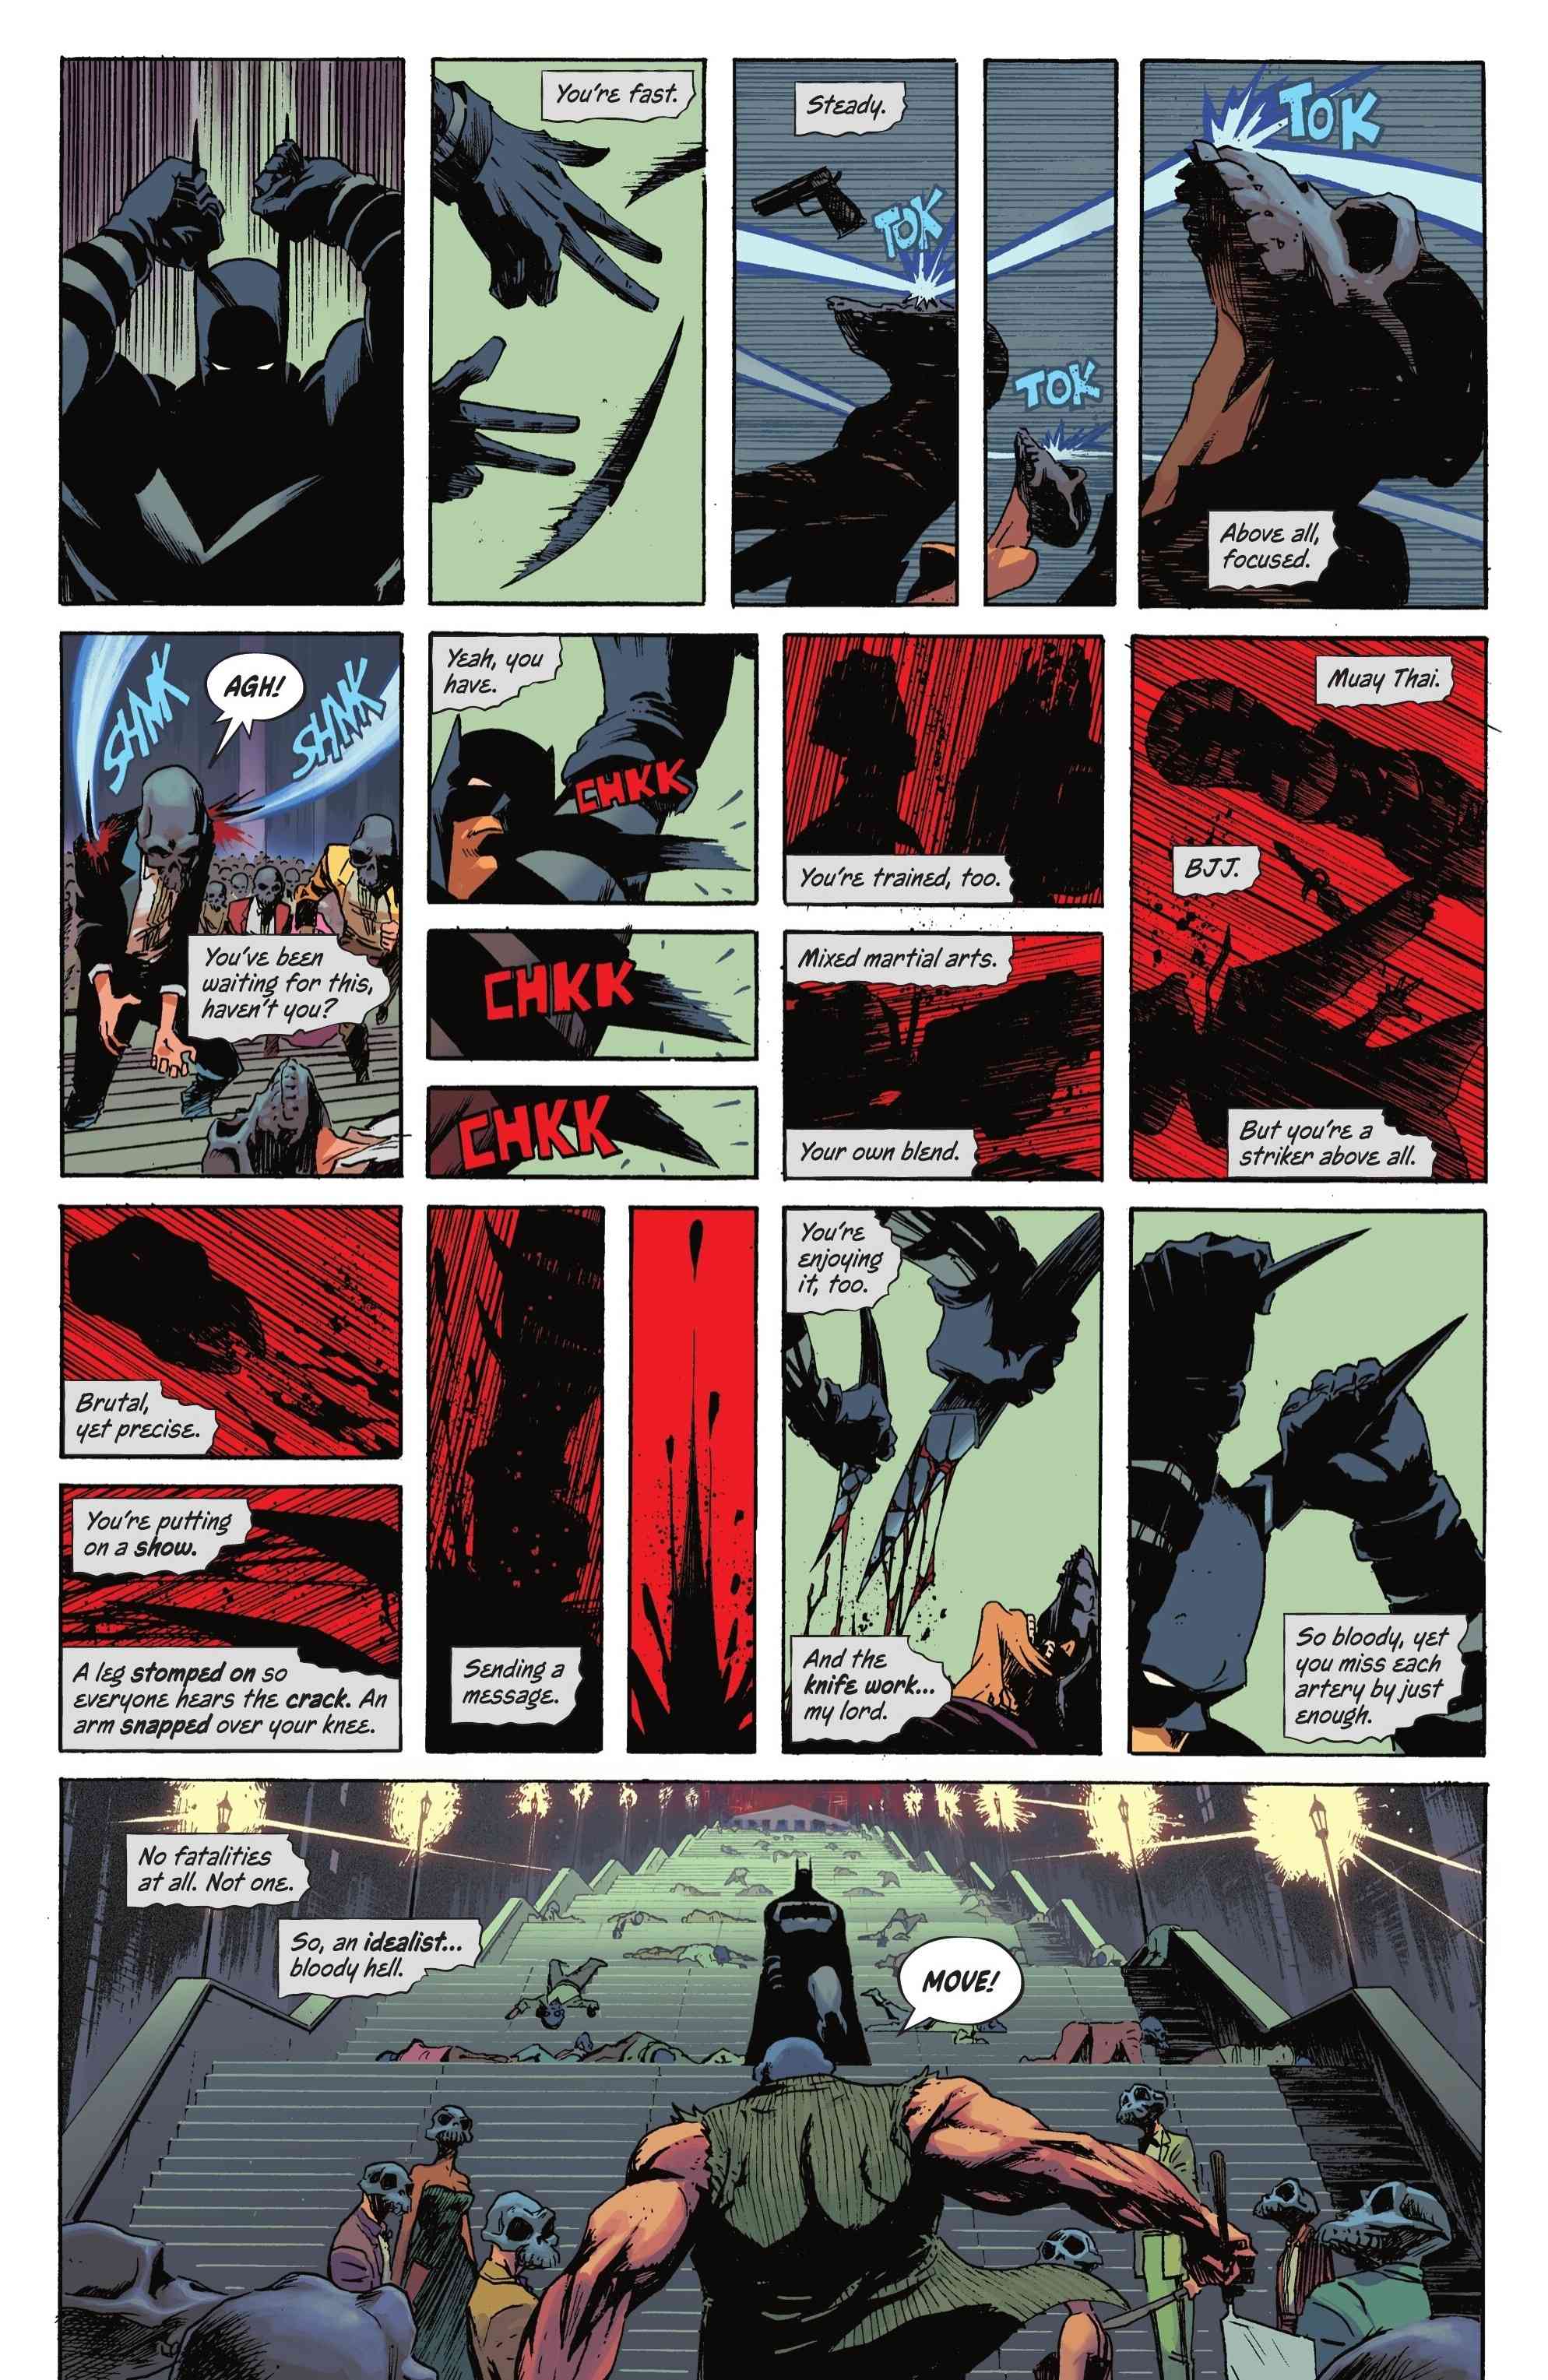 You're fast.
Steady.
TOK
TOK
TOK
Above all,
focused.
SHNK
AGH!
SHNK
You've been
waiting for this,
haven't you?
Yeah, you
have.
CHKK
CHKK
CHKK
You're trained, too.
Mixed martial arts.
Your own blend.
Muay Thai.
BJJ.
But you're a
striker above all.
Brutal,
yet precise.
You're putting
on a show.
A leg stomped on so
everyone hears the crack. An
arm snapped over your knee.
Sending a
message.
You're
enjoying
it, too.
And the
knife work...
my lord.
So bloody, yet
you miss each
artery by just
enough.
No fatalities
at all. Not one.
So, an idealist...
bloody hell.
MOVE!